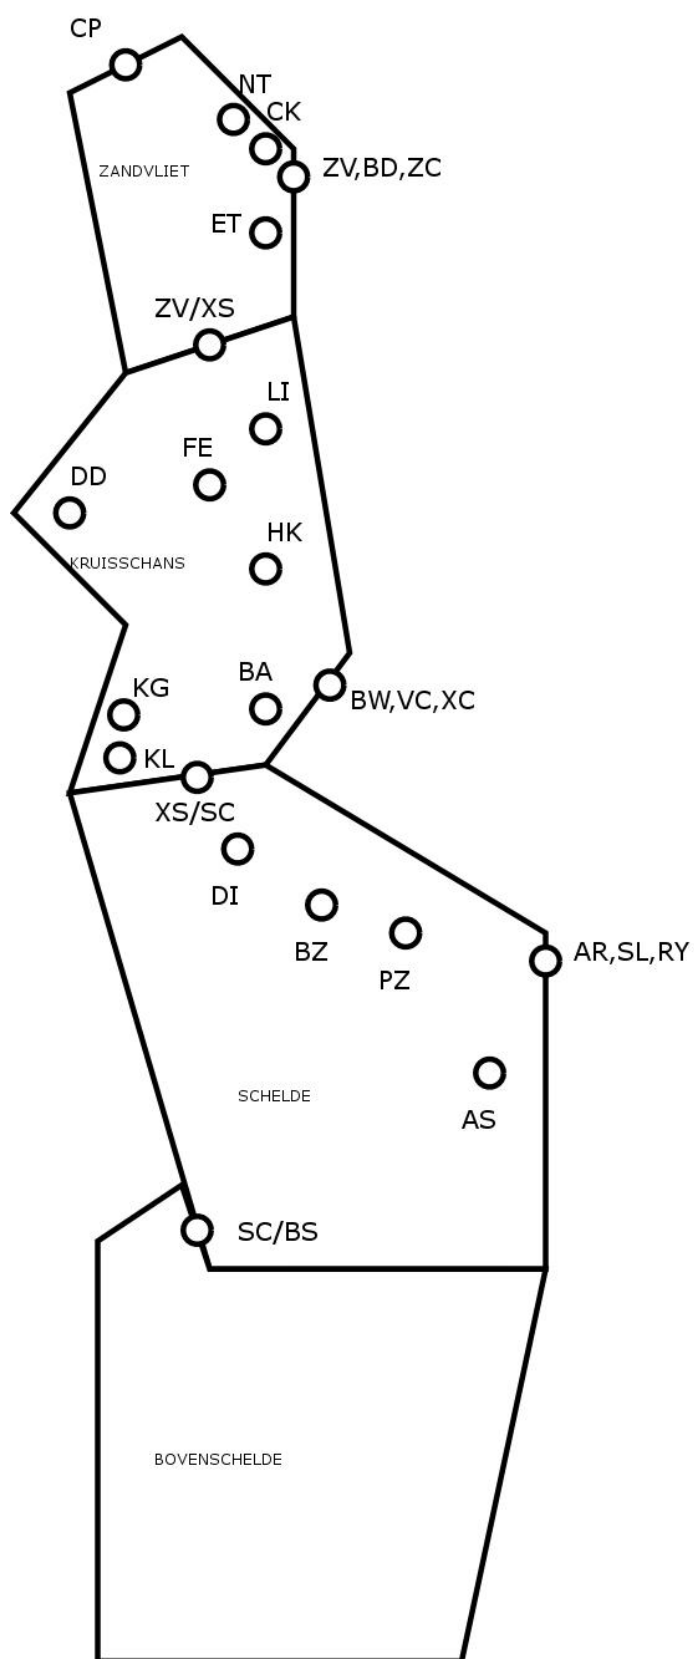 CP
NT
CK
ZANDVLIET
ZV,BD,ZC
ET
ZV/XS
LI
FE
DD
HK
KRUISSCHANS
BA
KG
BW,VC,XC
KL
XS/SC
DI
BZ
AR,SL,RY
PZ
SCHELDE
AS
SC/BS
BOVENSCHELDE